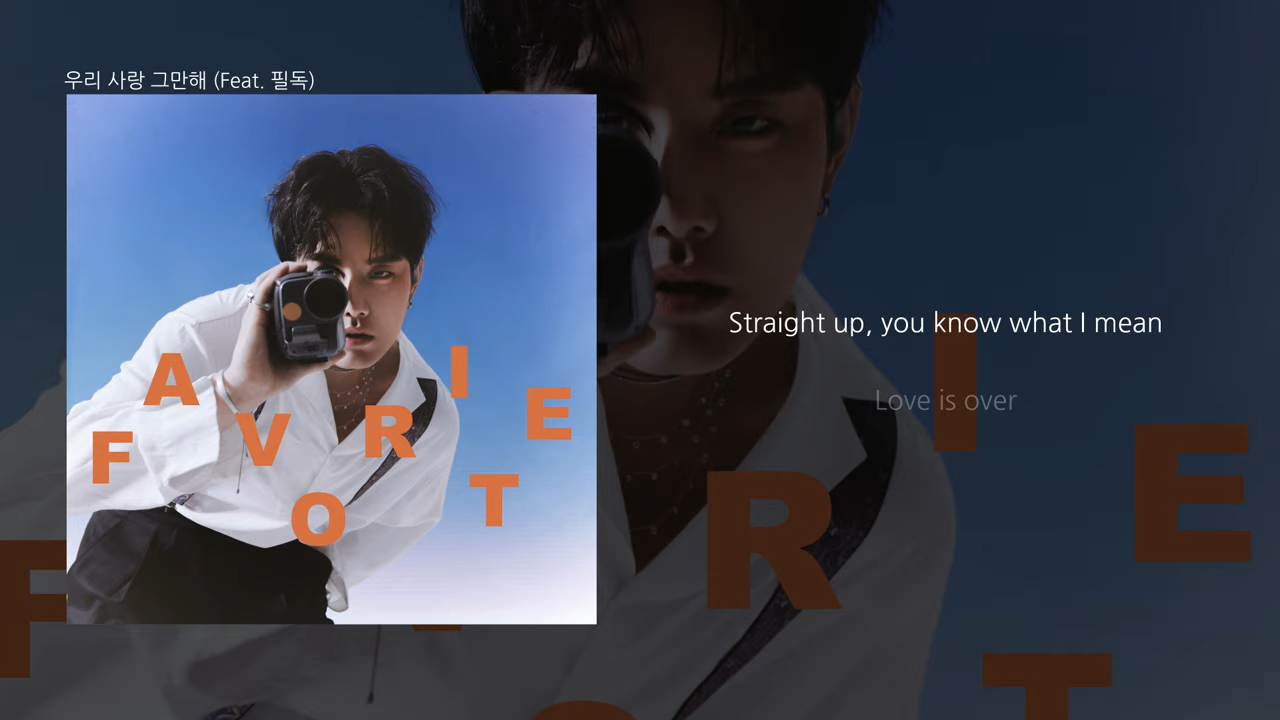 우리 사랑 그만해 (Feat. 필독)
FAVORITE
Straight up, you know what I mean
Love is over